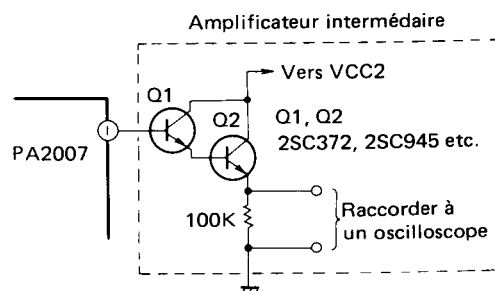 Amplificateur intermédaire
Vers VCC2
Q1
Q2
Q1, Q2
2SC372, 2SC945 etc.
PA2007
I
100K
Raccorder à
un oscilloscope